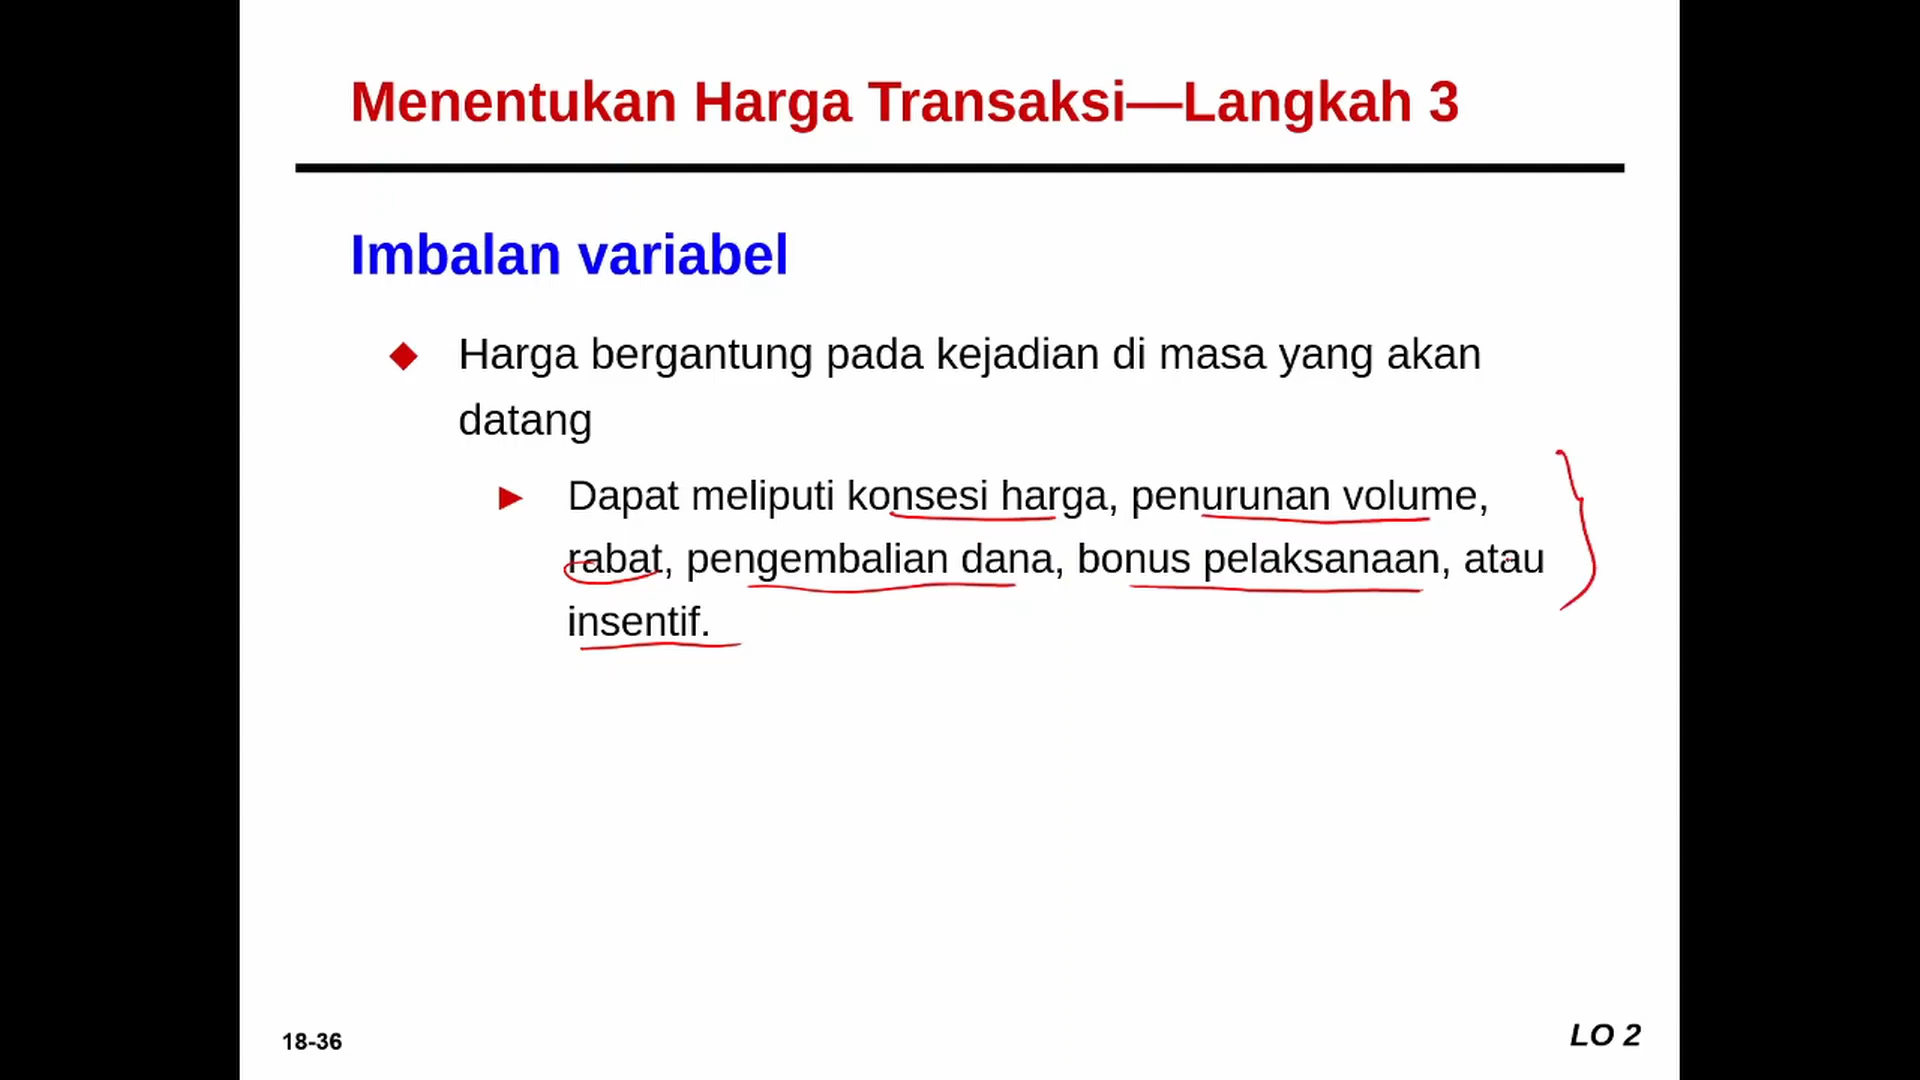 Menentukan Harga Transaksi—Langkah 3
Imbalan variabel
Harga bergantung pada kejadian di masa yang akan
datang
Dapat meliputi konsesi harga, penurunan volume,
rabat, pengembalian dana, bonus pelaksanaan, atau
insentif.
18-36
LO 2